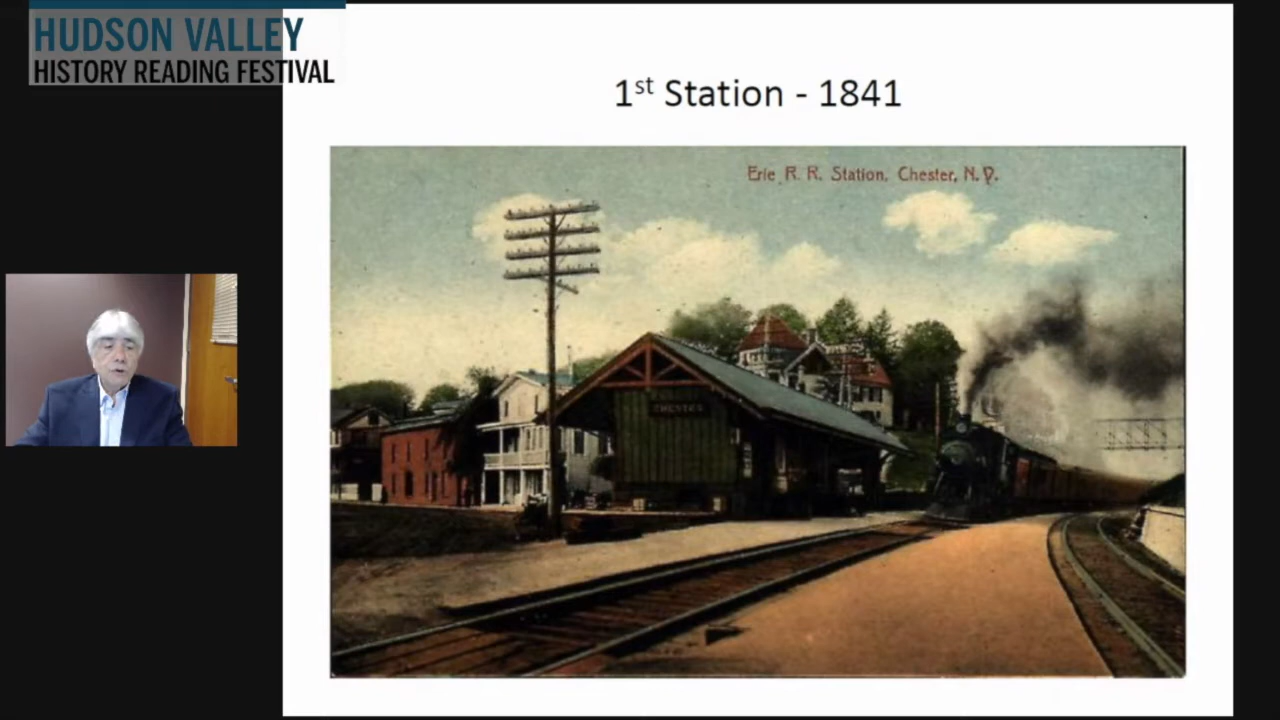 HUDSON VALLEY
HISTORY READING FESTIVAL
1st Station - 1841
Erie R. R. Station, Chester, N.Y.
CHESTER